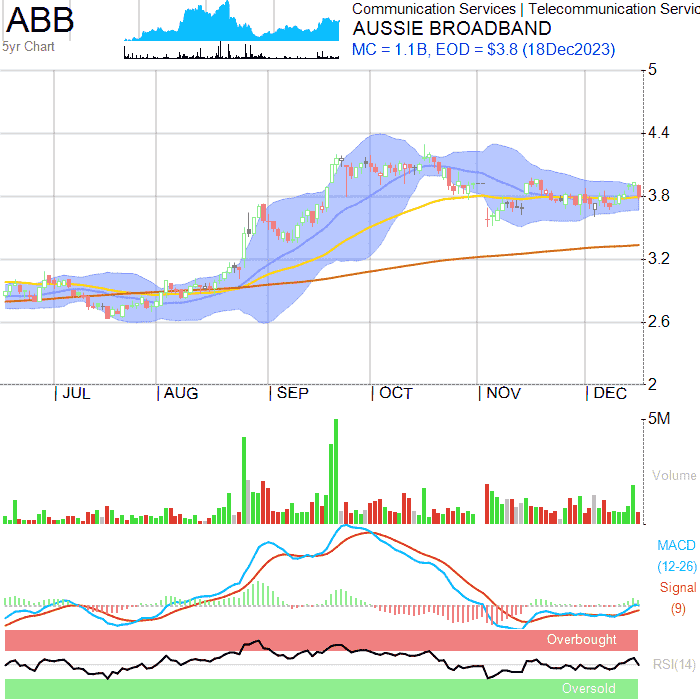 ABB
5yr Chart
Communication Services | Telecommunication Servic
AUSSIE BROADBAND
MC = 1.1B, EOD = $3.8 (18Dec2023)
5
4.4
3.8
3.2
2.6
2
| JUL | AUG | SEP | OCT | NOV | DEC
5M
Volume
MACD
(12-26)
Signal
(9)
Overbought
RSI(14)
Oversold